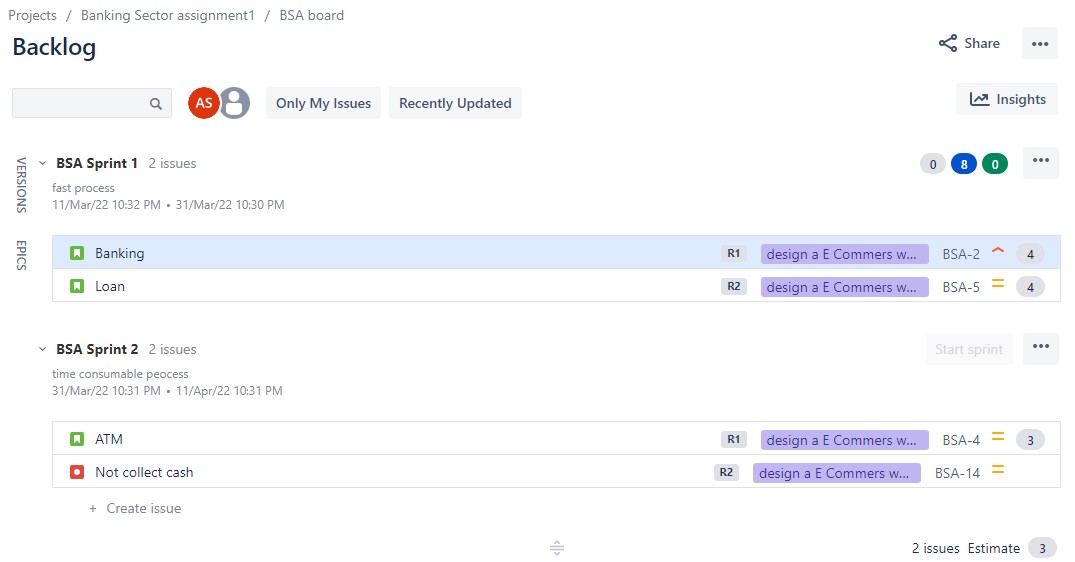 Projects / Banking Sector assignment1 / BSA board
Backlog
Share
AS
Only My Issues
Recently Updated
Insights
VERSIONS
EPICS
BSA Sprint 1 2 issues
0 8 0
fast process
11/Mar/22 10:32 PM • 31/Mar/22 10:30 PM
Banking R1 design a E Commers w... BSA-2 4
Loan R2 design a E Commers w... BSA-5 4
BSA Sprint 2 2 issues
Start sprint
time consumable peocess
31/Mar/22 10:31 PM • 11/Apr/22 10:31 PM
ATM R1 design a E Commers w... BSA-4 3
Not collect cash R2 design a E Commers w... BSA-14
+ Create issue
2 issues Estimate 3